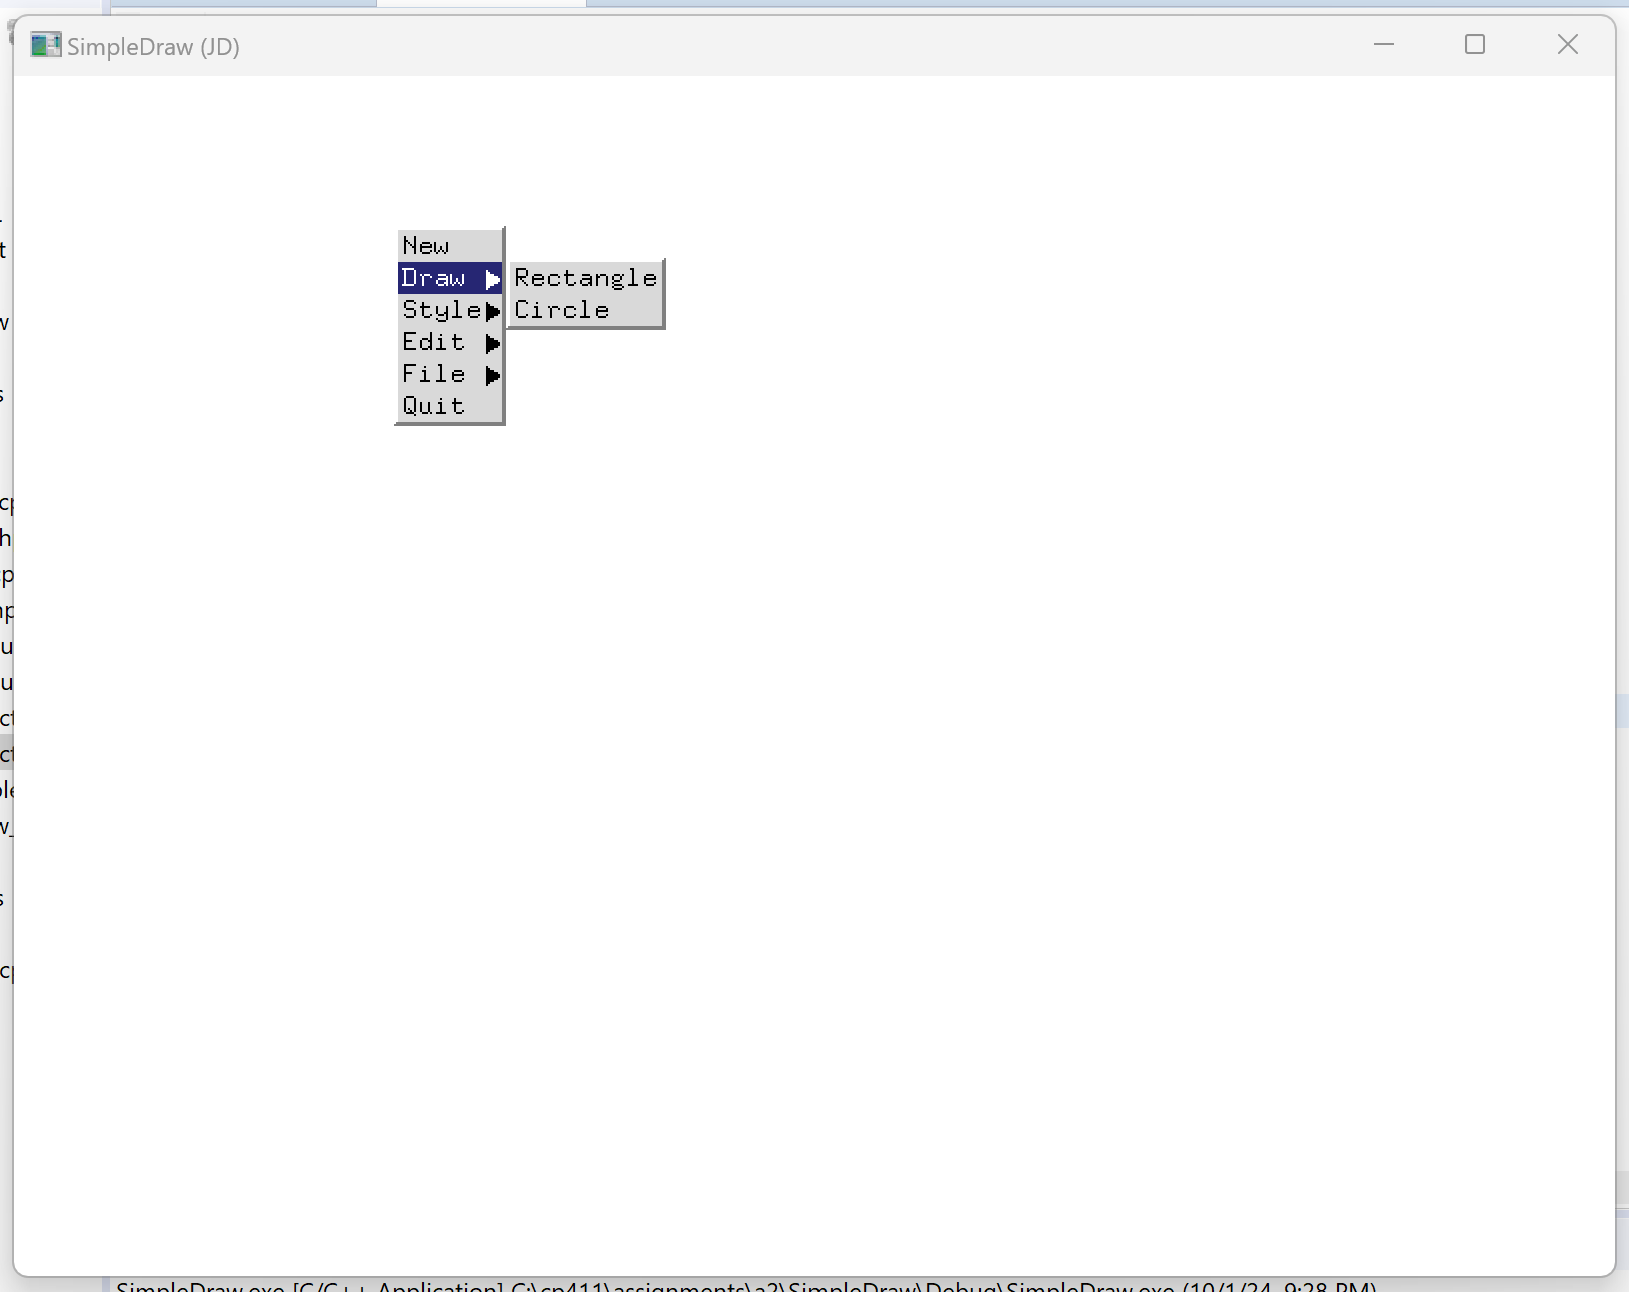 SimpleDraw (JD)
New
Draw
Rectangle
Style
Circle
Edit
File
Quit
SimpleDraw.exe [C/C++ Application] C:\cp411\assignments\a2\SimpleDraw\Debug\SimpleDraw.exe (10/1/24, 9:28 PM)